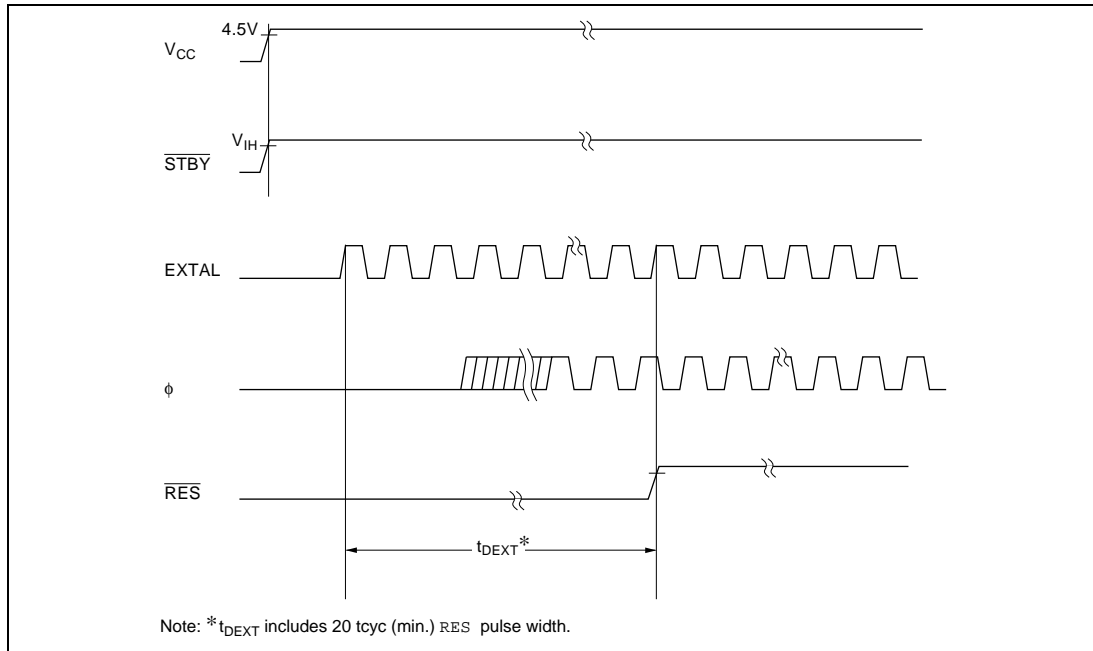 4.5V
VCC
VIH
STBY
EXTAL
ϕ
RES
tDEXT*
Note: *tDEXT includes 20 tcyc (min.) RES pulse width.